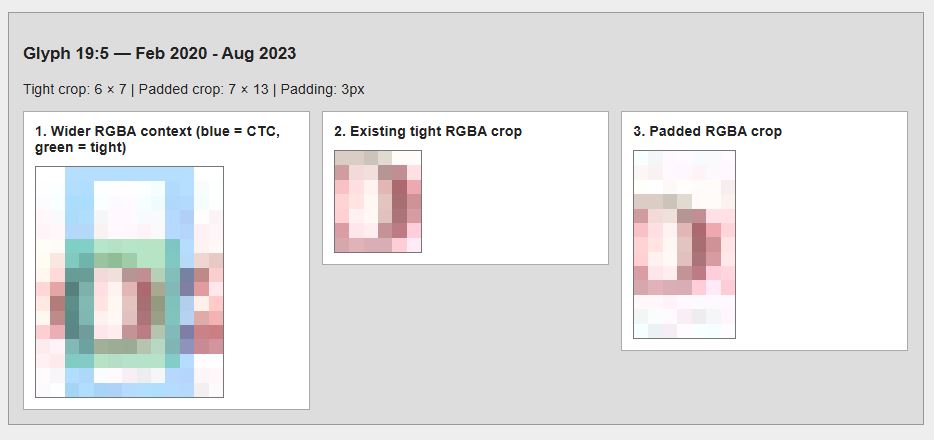 Glyph 19:5 — Feb 2020 - Aug 2023
Tight crop: 6 × 7 | Padded crop: 7 × 13 | Padding: 3px
1. Wider RGBA context (blue = CTC,
green = tight)
2. Existing tight RGBA crop
3. Padded RGBA crop